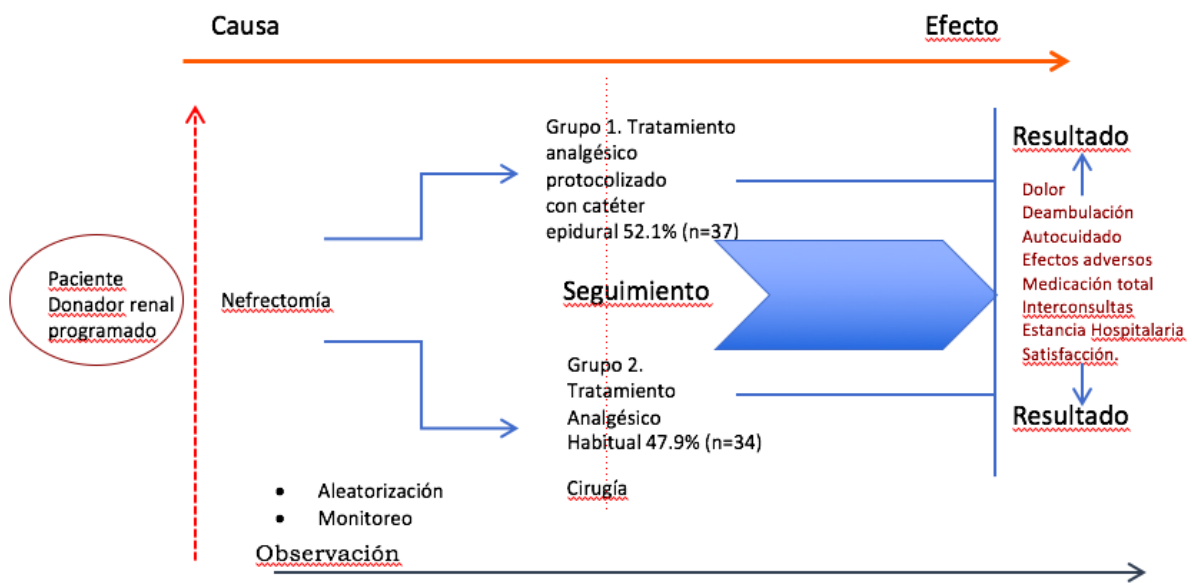 Causa
Efecto
Grupo 1. Tratamiento
analgésico
protocolizado
con catéter
epidural 52.1% (n=37)
Resultado
Dolor
Deambulación
Autocuidado
Efectos adversos
Medicación total
Interconsultas
Estancia Hospitalaria
Satisfacción.
Resultado
Paciente
Donador renal
programado
Nefrectomía
Seguimiento
Grupo 2.
Tratamiento
Analgésico
Habitual 47.9% (n=34)
Cirugía
• Aleatorización
• Monitoreo
Observación